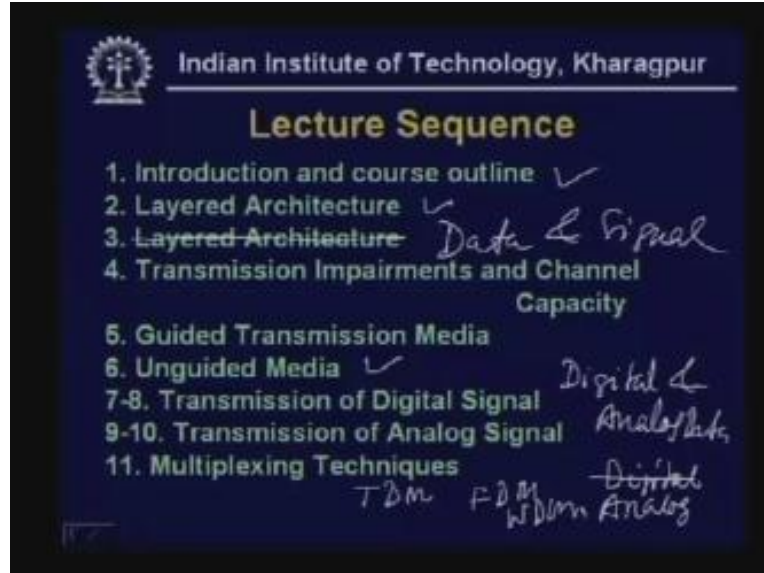 Indian Institute of Technology, Kharagpur
Lecture Sequence
1. Introduction and course outline
2. Layered Architecture
3. Layered Architecture Data & Signal
4. Transmission Impairments and Channel
Capacity
5. Guided Transmission Media
6. Unguided Media
7-8. Transmission of Digital Signal Digital &
9-10. Transmission of Analog Signal Analog Data
11. Multiplexing Techniques Digital
TDM FDM WDM Analog